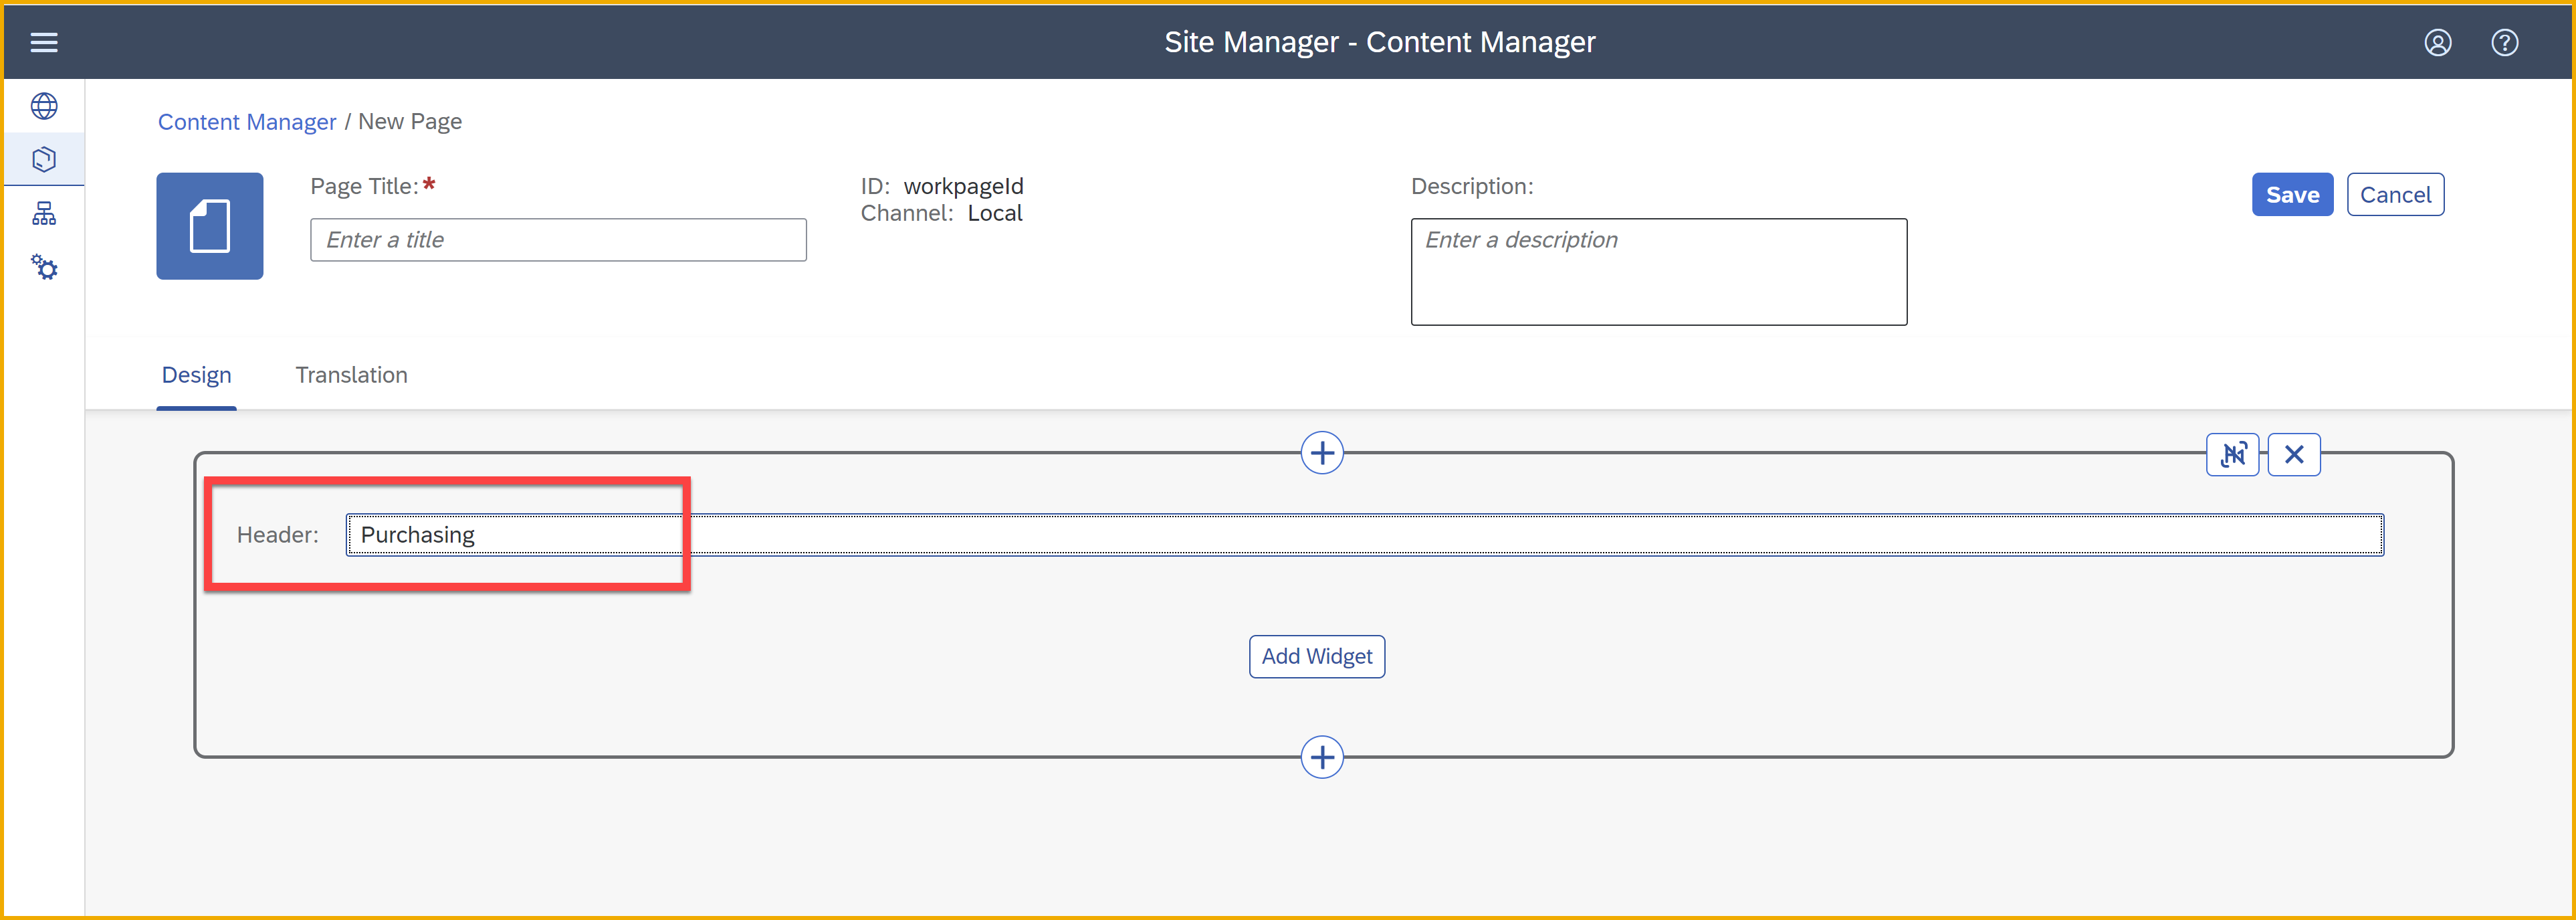 Site Manager - Content Manager
Content Manager / New Page
Page Title:*
Enter a title
ID: workpageId
Channel: Local
Description:
Enter a description
Save
Cancel
Design
Translation
Header: Purchasing
Add Widget